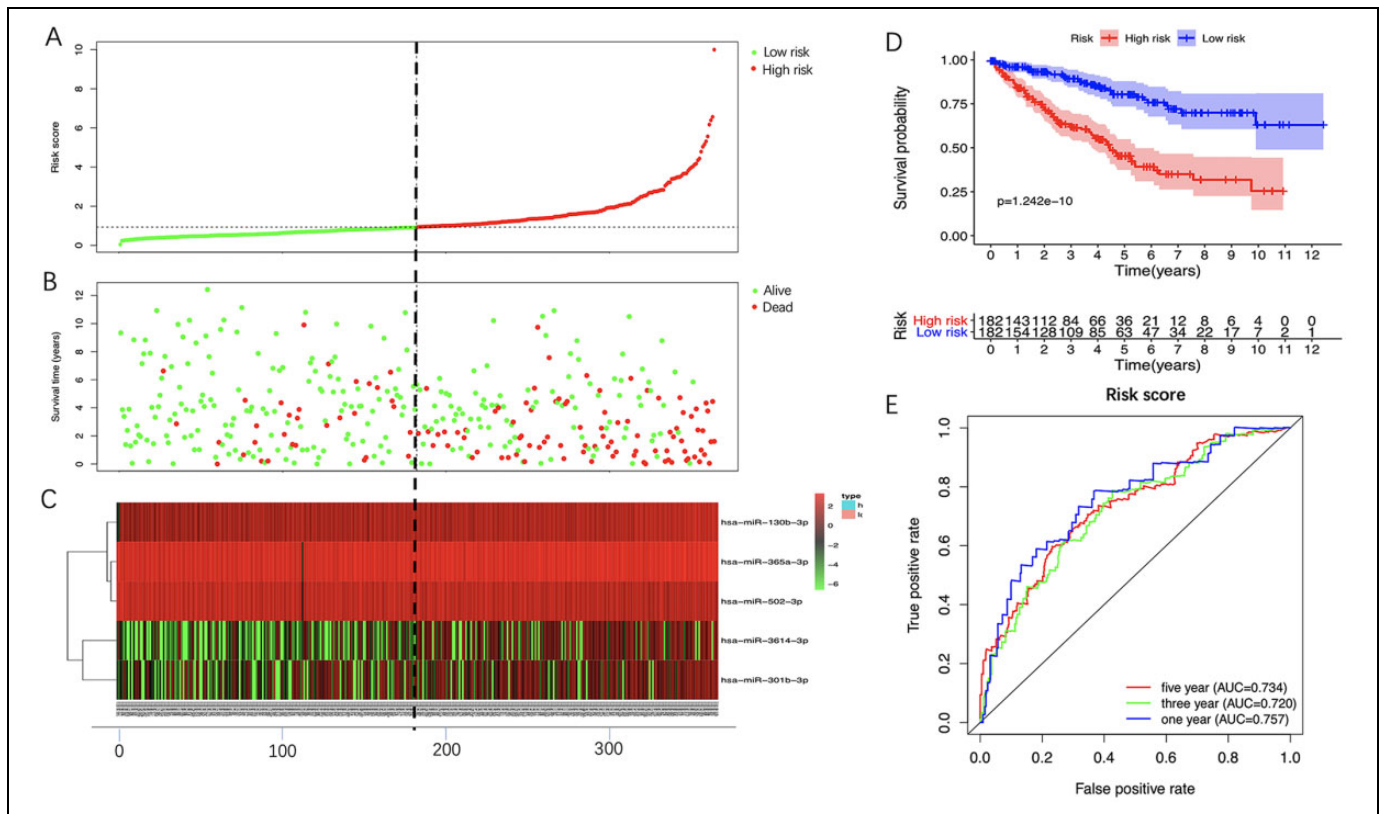 A
10
8
6
4
2
0
Risk score
Low risk
High risk
B
12
10
8
6
4
2
0
Survival time (years)
Alive
Dead
C
hsa-miR-130b-3p
hsa-miR-365a-3p
hsa-miR-502-3p
hsa-miR-3614-3p
hsa-miR-301b-3p
2
0
−2
−4
−6
type
h
0 100 200 300
D
Risk High risk Low risk
1.00
0.75
0.50
0.25
0.00
Survival probability
p=1.242e−10
0 1 2 3 4 5 6 7 8 9 10 11 12
Time(years)
Risk
High risk 182 143 112 84 66 36 21 12 8 6 4 0 0
Low risk 182 154 128 109 85 63 47 34 22 17 7 2 1
0 1 2 3 4 5 6 7 8 9 10 11 12
Time(years)
E
Risk score
1.0
0.8
0.6
0.4
0.2
0.0
True positive rate
five year (AUC=0.734)
three year (AUC=0.720)
one year (AUC=0.757)
0.0 0.2 0.4 0.6 0.8 1.0
False positive rate